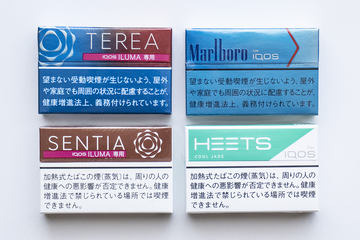 TEREA
IQOS ILUMA 専用
望まない受動喫煙が生じないよう、屋外
や家庭でも周囲の状況に配慮することが、
健康増進法上、義務付けられています。
Marlboro
for IQOS
望まない受動喫煙が生じないよう、屋外
や家庭でも周囲の状況に配慮することが、
健康増進法上、義務付けられています。
SENTIA
IQOS ILUMA 専用
加熱式たばこの煙(蒸気)は、周りの人の
健康への悪影響が否定できません。健康
増進法で禁じられている場所では喫煙
できません。
HEETS
COOL JADE
IQOS
加熱式たばこの煙(蒸気)は、周りの人の
健康への悪影響が否定できません。健康
増進法で禁じられている場所では喫煙
できません。